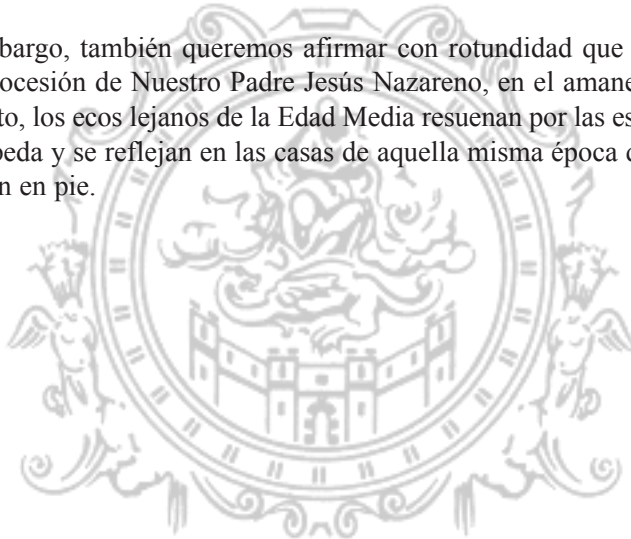 bargo, también queremos afirmar con rotundidad que
ocesión de Nuestro Padre Jesús Nazareno, en el amane
to, los ecos lejanos de la Edad Media resuenan por las es
beda y se reflejan en las casas de aquella misma época
n en pie.